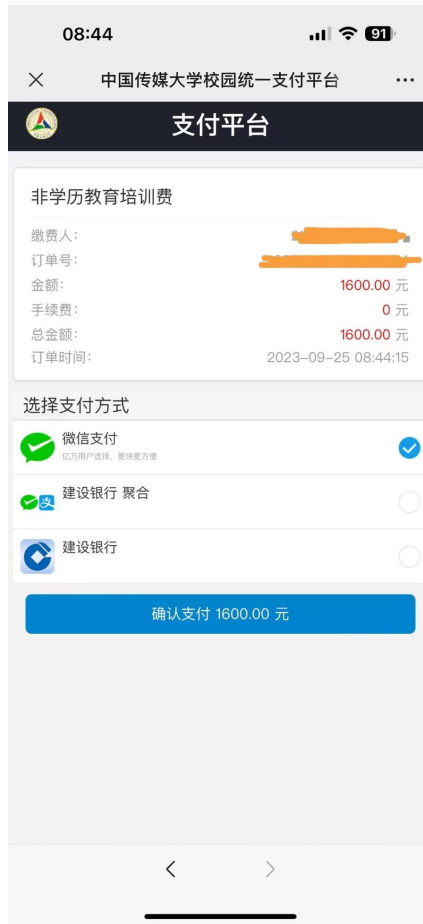 08:44
91
中国传媒大学校园统一支付平台
支付平台
非学历教育培训费
缴费人:
订单号:
金额: 1600.00 元
手续费: 0 元
总金额: 1600.00 元
订单时间: 2023-09-25 08:44:15
选择支付方式
微信支付
亿万用户选择，更快更方便
建设银行 聚合
支
建设银行
确认支付 1600.00 元